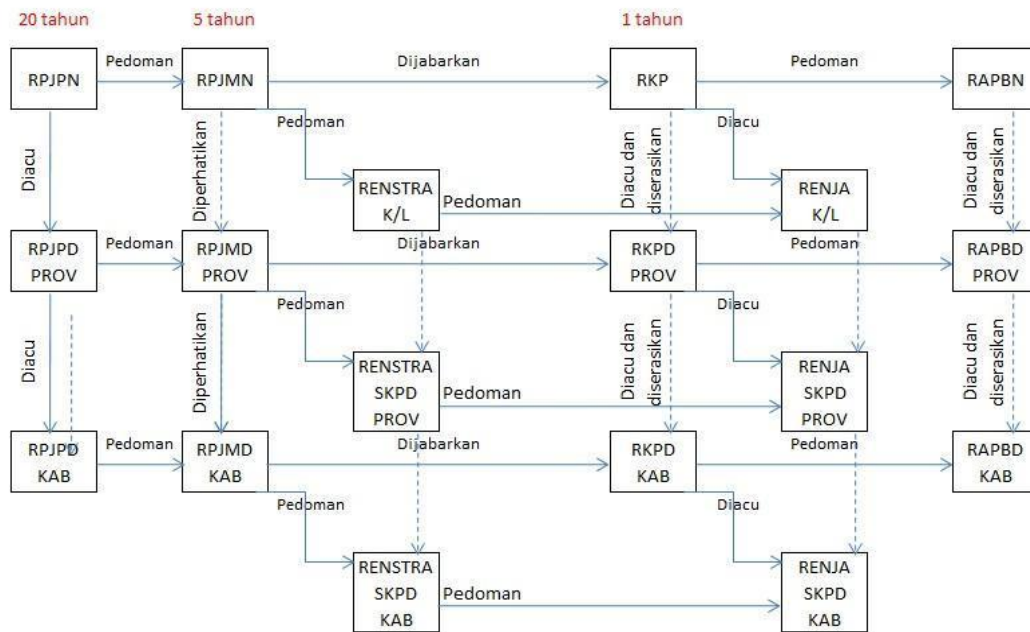 20 tahun
5 tahun
1 tahun
Pedoman
Dijabarkan
Pedoman
RPJPN
RPJMN
RKP
RAPBN
Pedoman
Diacu
Diacu
Diperhatikan
Diacu dan
diserasikan
Diacu dan
diserasikan
RENSTRA
K/L
Pedoman
RENJA
K/L
Pedoman
Dijabarkan
Pedoman
RPJPD
PROV
RPJMD
PROV
RKPD
PROV
RAPBD
PROV
Pedoman
Diacu
Diacu
Diperhatikan
Diacu dan
diserasikan
Diacu dan
diserasikan
RENSTRA
SKPD
PROV
Pedoman
RENJA
SKPD
PROV
Pedoman
Dijabarkan
Pedoman
RPJPD
KAB
RPJMD
KAB
RKPD
KAB
RAPBD
KAB
Pedoman
Diacu
RENSTRA
SKPD
KAB
Pedoman
RENJA
SKPD
KAB